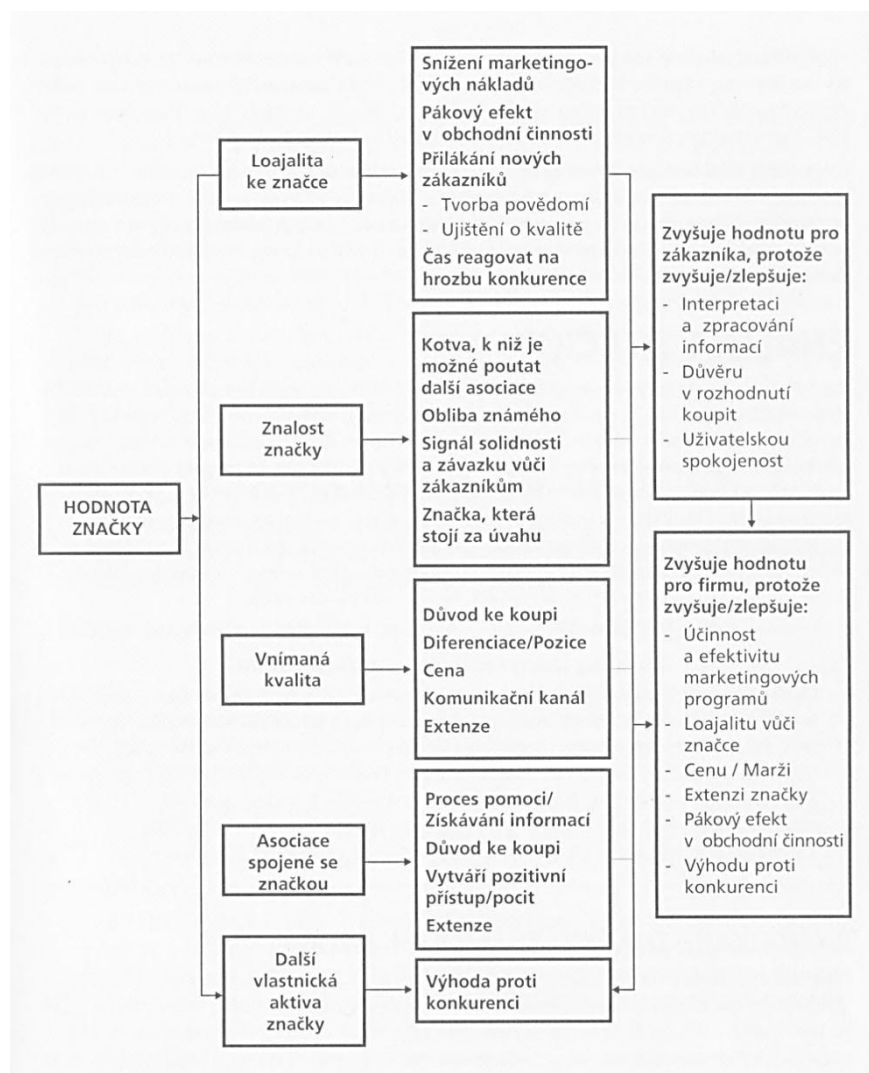 HODNOTA
ZNAČKY
Loajalita
ke značce
Snížení marketingo-
vých nákladů
Pákový efekt
v obchodní činnosti
Přilákání nových
zákazníků
- Tvorba povědomí
- Ujištění o kvalitě
Čas reagovat na
hrozbu konkurence
Znalost
značky
Kotva, k níž je
možné poutat
další asociace
Obliba známého
Signál solidnosti
a závazku vůči
zákazníkům
Značka, která
stojí za úvahu
Vnímaná
kvalita
Důvod ke koupi
Diferenciace/Pozice
Cena
Komunikační kanál
Extenze
Asociace
spojené se
značkou
Proces pomoci/
Získávání informací
Důvod ke koupi
Vytváří pozitivní
přístup/pocit
Extenze
Další
vlastnická
aktiva
značky
Výhoda proti
konkurenci
Zvyšuje hodnotu pro
zákazníka, protože
zvyšuje/zlepšuje:
- Interpretaci
a zpracování
informací
- Důvěru
v rozhodnutí
koupit
- Uživatelskou
spokojenost
Zvyšuje hodnotu
pro firmu, protože
zvyšuje/zlepšuje:
- Účinnost
a efektivitu
marketingových
programů
- Loajalitu vůči
značce
- Cenu / Marži
- Extenzi značky
- Pákový efekt
v obchodní činnosti
- Výhodu proti
konkurenci